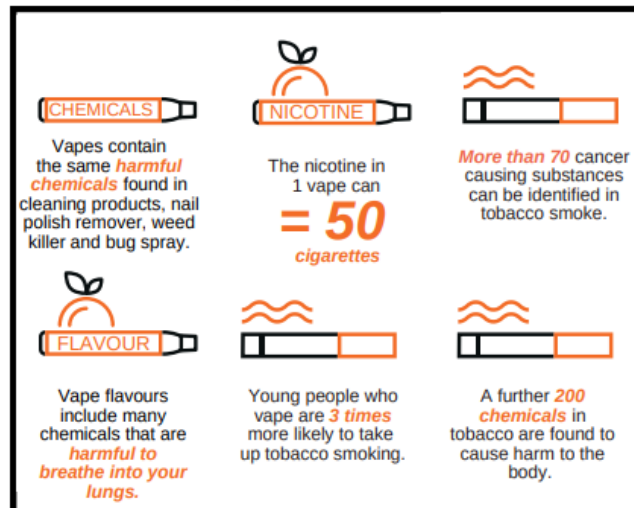 CHEMICALS
Vapes contain
the same harmful
chemicals found in
cleaning products, nail
polish remover, weed
killer and bug spray.
NICOTINE
The nicotine in
1 vape can
= 50
cigarettes
More than 70 cancer
causing substances
can be identified in
tobacco smoke.
FLAVOUR
Vape flavours
include many
chemicals that are
harmful to
breathe into your
lungs.
Young people who
vape are 3 times
more likely to take
up tobacco smoking.
A further 200
chemicals in
tobacco are found to
cause harm to the
body.